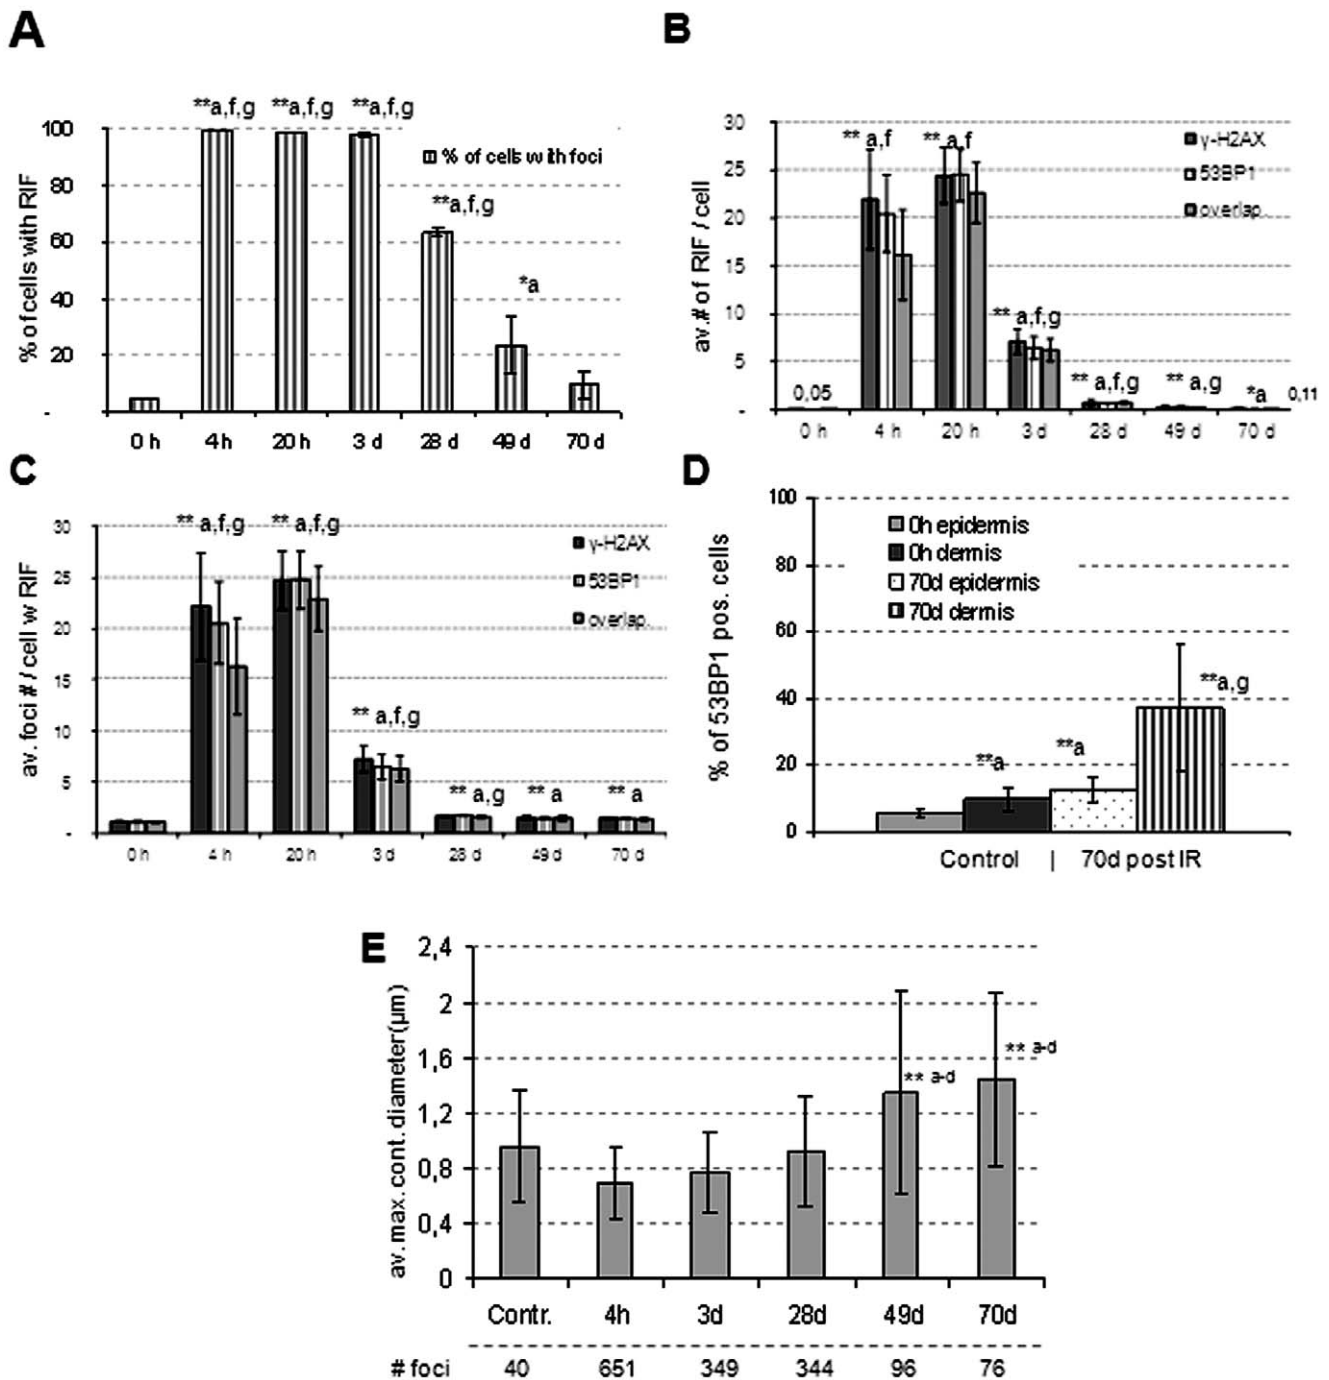 A
**a,f,g **a,f,g **a,f,g
100
% of cells with foci
80
**a,f,g
60
40
*a
20
-
% of cells with RIF
0 h 4h 20 h 3 d 28 d 49 d 70 d
B
30
** a,f ** a,f
γ-H2AX
25
53BP1
20
overlap.
15
10
** a,f,g
5
** a,f,g ** a,g *a
0,05 0,11
-
av.# of RIF / cell
0 h 4 h 20 h 3 d 28 d 49 d 70 d
C
30
** a,f,g ** a,f,g
γ-H2AX
25
53BP1
20
overlap.
15
10
** a,f,g
5
** a,g ** a ** a
-
av. foci # / cell w RIF
0 h 4 h 20 h 3 d 28 d 49 d 70 d
D
100
0h epidermis
0h dermis
80
70d epidermis
70d dermis
60
40
**a,g
20
**a **a
0
% of 53BP1 pos. cells
Control | 70d post IR
E
2,4
2
1,6
** a-d
** a-d
1,2
0,8
0,4
0
av. max. cont. diameter(µm)
Contr. 4h 3d 28d 49d 70d
# foci 40 651 349 344 96 76